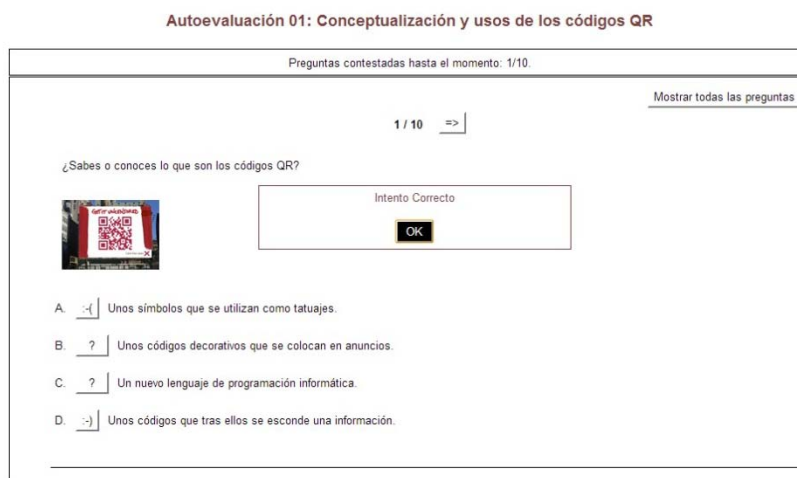 Autoevaluación 01: Conceptualización y usos de los códigos QR
Preguntas contestadas hasta el momento: 1/10.
Mostrar todas las preguntas
1 / 10 =>
¿Sabes o conoces lo que son los códigos QR?
Intento Correcto
OK
A. :-( Unos símbolos que se utilizan como tatuajes.
B. ? Unos códigos decorativos que se colocan en anuncios.
C. ? Un nuevo lenguaje de programación informática.
D. :-) Unos códigos que tras ellos se esconde una información.